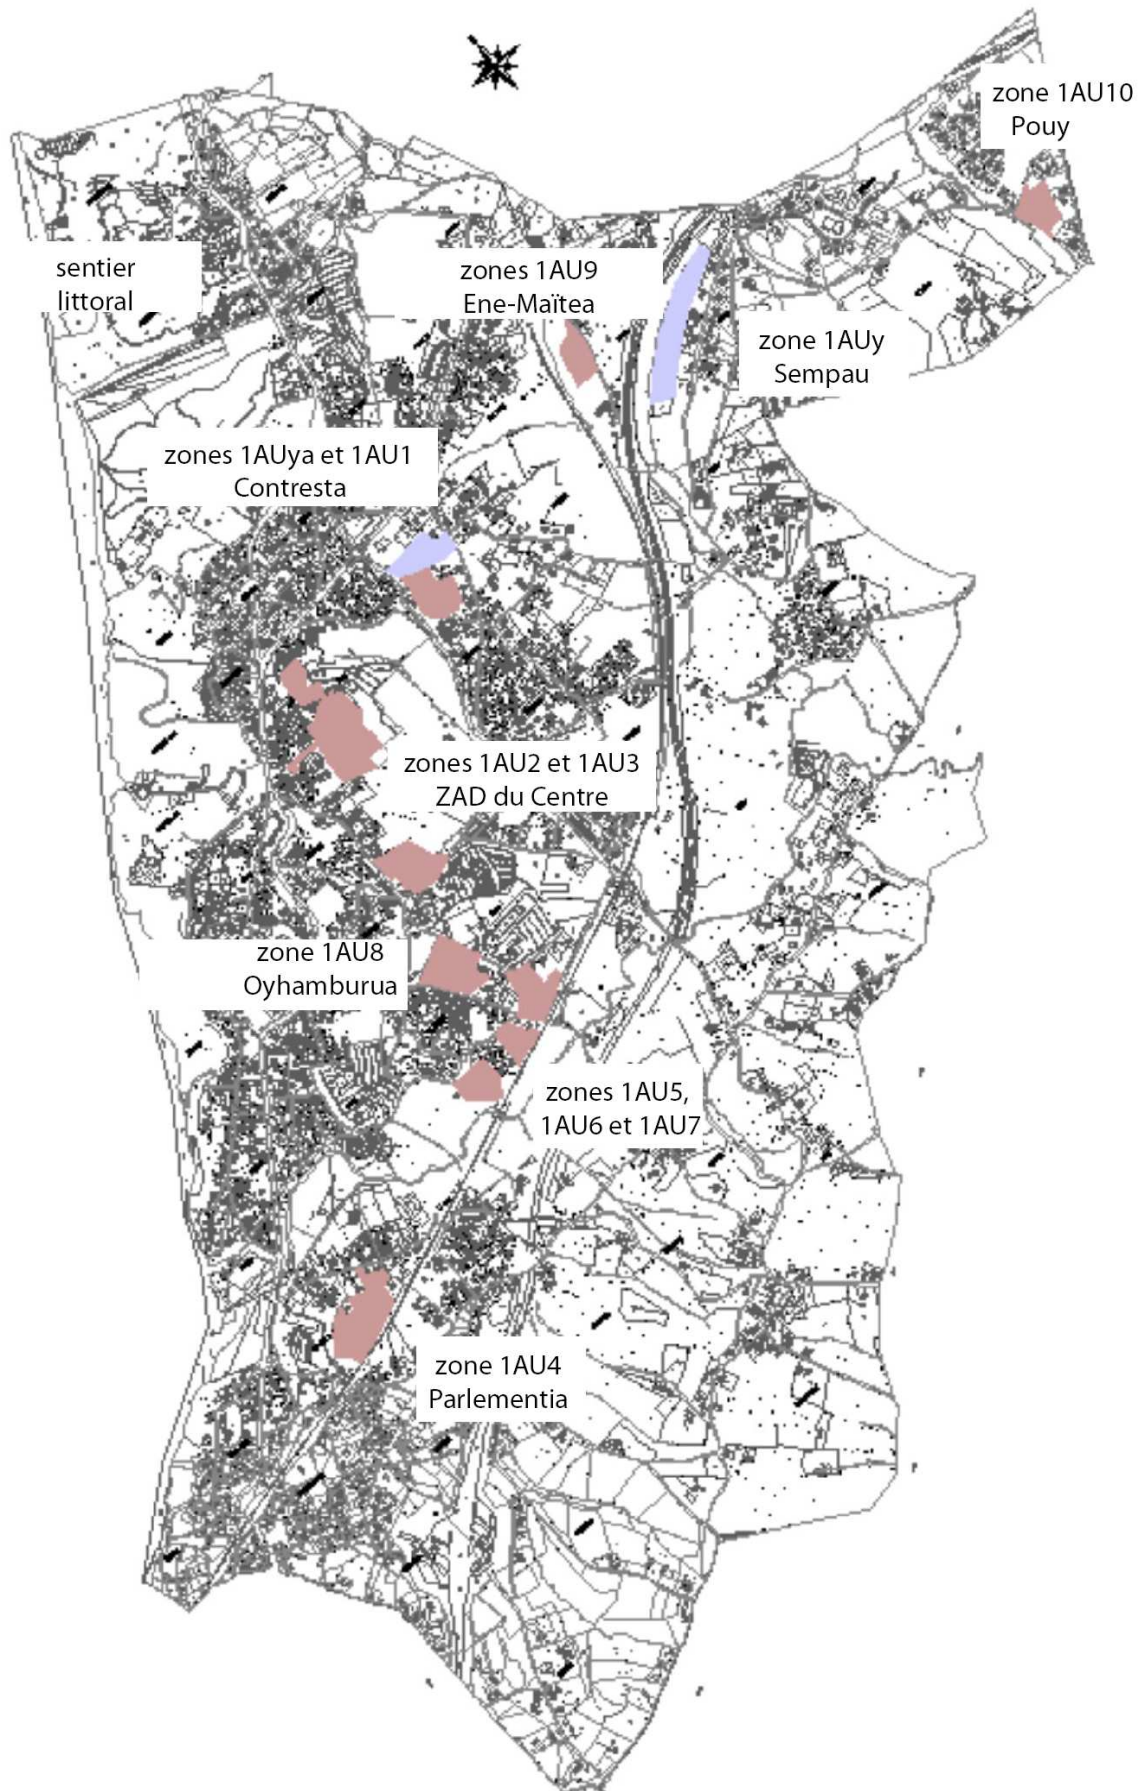 zone 1AU10
Pouy
sentier
littoral
zones 1AU9
Ene-Maïtea
zone 1AUy
Sempau
zones 1AUya et 1AU1
Contresta
zones 1AU2 et 1AU3
ZAD du Centre
zone 1AU8
Oyhamburua
zones 1AU5,
1AU6 et 1AU7
zone 1AU4
Parlementia